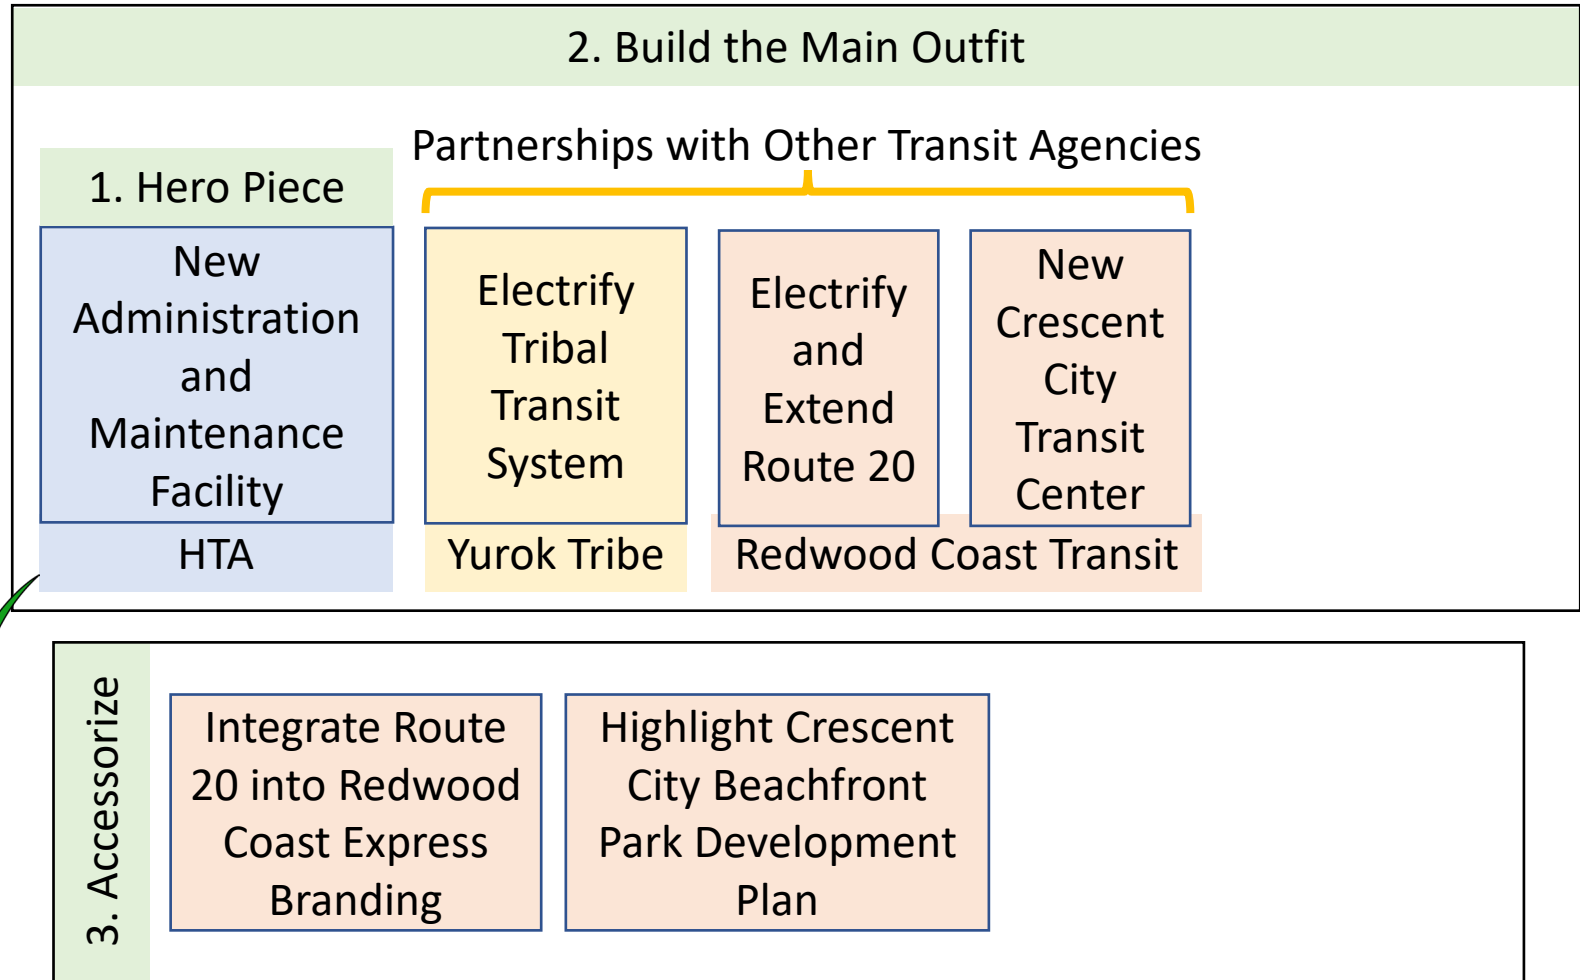 2. Build the Main Outfit
Partnerships with Other Transit Agencies
1. Hero Piece
New
Administration
and
Maintenance
Facility
HTA
Electrify
Tribal
Transit
System
Yurok Tribe
Electrify
and
Extend
Route 20
New
Crescent
City
Transit
Center
Redwood Coast Transit
3. Accessorize
Integrate Route
20 into Redwood
Coast Express
Branding
Highlight Crescent
City Beachfront
Park Development
Plan